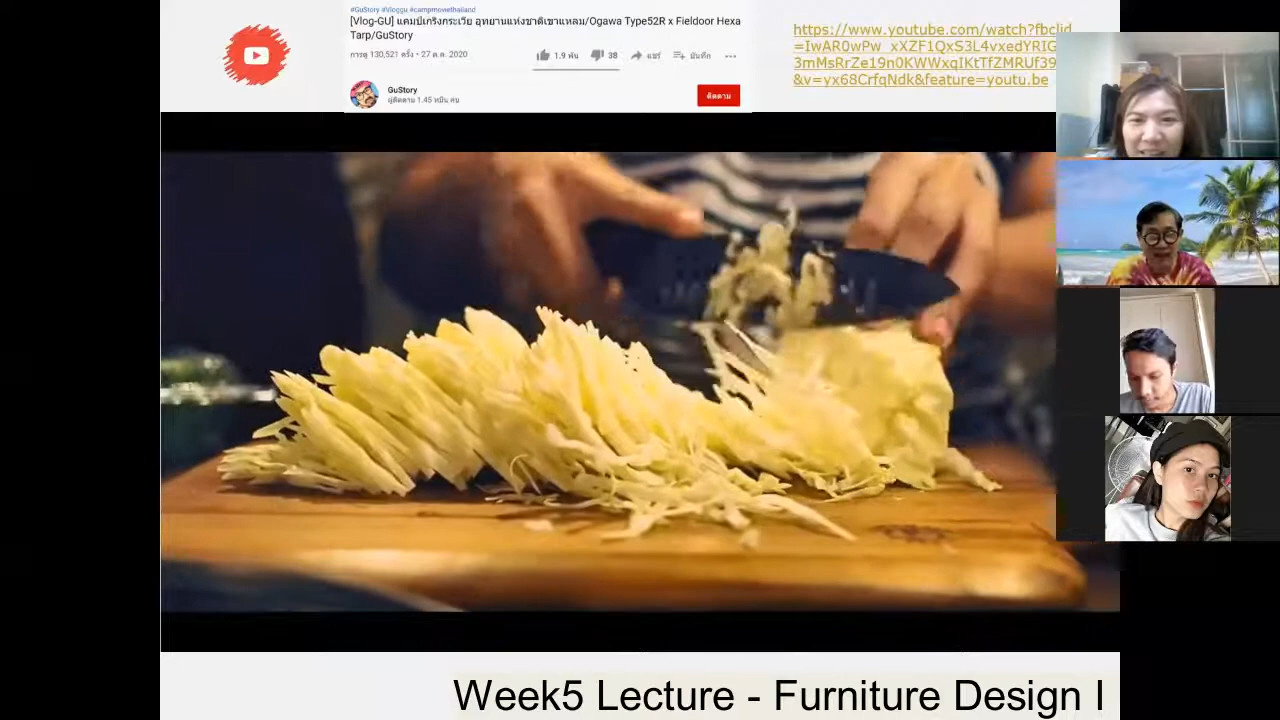 #GuStory #Vloggu #campmoviethailand
[Vlog-GU] แคมป์เกริงกระเวีย อุทยานแห่งชาติเขาแหลม/Ogawa Type52R x Fieldoor Hexa
Tarp/GuStory
การดู 130,521 ครั้ง • 27 ต.ค. 2020
1.9 พัน 38 แชร์ บันทึก
GuStory
ผู้ติดตาม 1.45 หมื่น คน
ติดตาม
https://www.youtube.com/watch?fbclid
=IwAR0wPw_xXZF1QxS3L4vxedYRIG
3mMsRrZe19n0KWWxqIKtTfZMRUf39
&v=yx68CrfqNdk&feature=youtu.be
Week5 Lecture - Furniture Design I